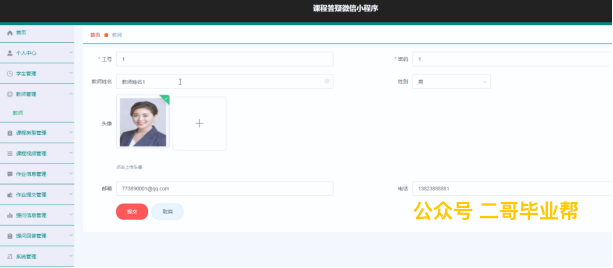 课程答疑微信小程序
首页
首页 教师
个人中心
学生管理
教师管理
教师
课程类型管理
课程视频管理
作业信息管理
作业提交管理
提问信息管理
提问回答管理
系统管理
* 工号 1
* 密码 1
教师姓名 教师姓名1
性别 男
头像
点击上传头像
邮箱 773890001@qq.com
电话 13823888881
提交 取消
公众号 二哥毕业帮